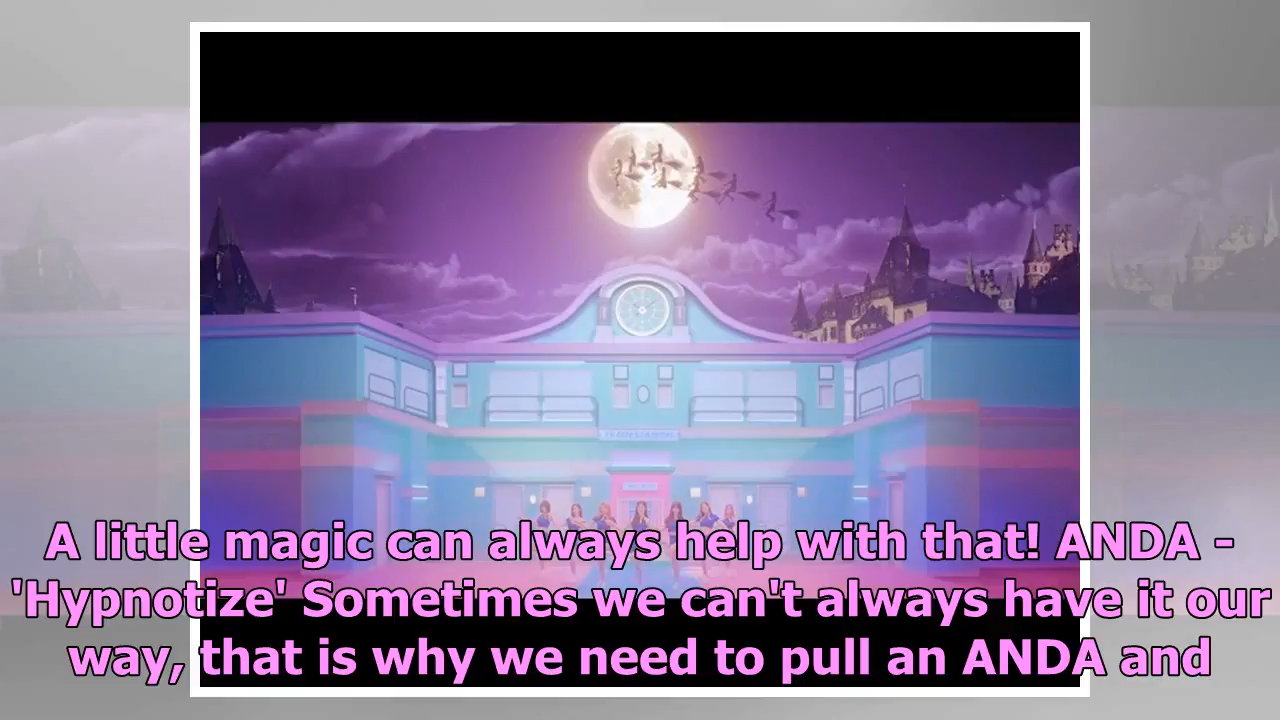 A little magic can always help with that! ANDA -
'Hypnotize' Sometimes we can't always have it our
way, that is why we need to pull an ANDA and